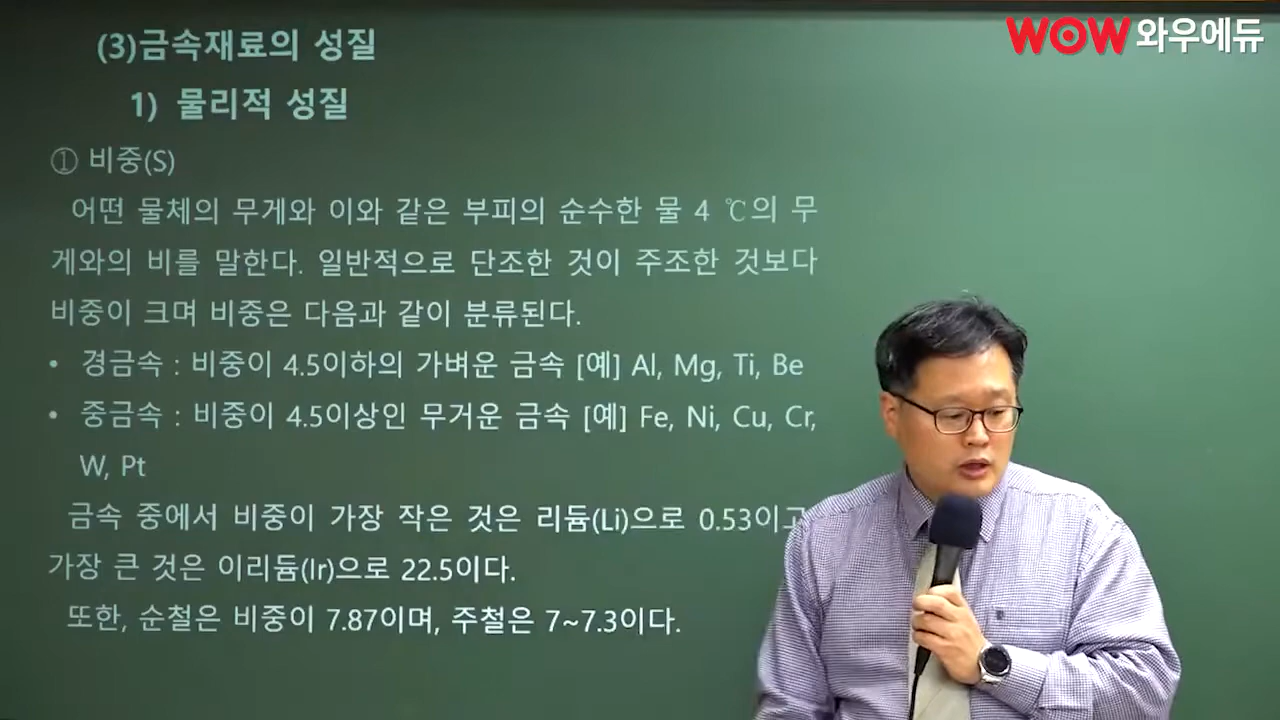 WOW 와우에듀
(3)금속재료의 성질
1) 물리적 성질
① 비중(S)
어떤 물체의 무게와 이와 같은 부피의 순수한 물 4 ℃의 무
게와의 비를 말한다. 일반적으로 단조한 것이 주조한 것보다
비중이 크며 비중은 다음과 같이 분류된다.
• 경금속 : 비중이 4.5이하의 가벼운 금속 [예] Al, Mg, Ti, Be
• 중금속 : 비중이 4.5이상인 무거운 금속 [예] Fe, Ni, Cu, Cr,
W, Pt
금속 중에서 비중이 가장 작은 것은 리듐(Li)으로 0.53이고
가장 큰 것은 이리듐(Ir)으로 22.5이다.
또한, 순철은 비중이 7.87이며, 주철은 7~7.3이다.